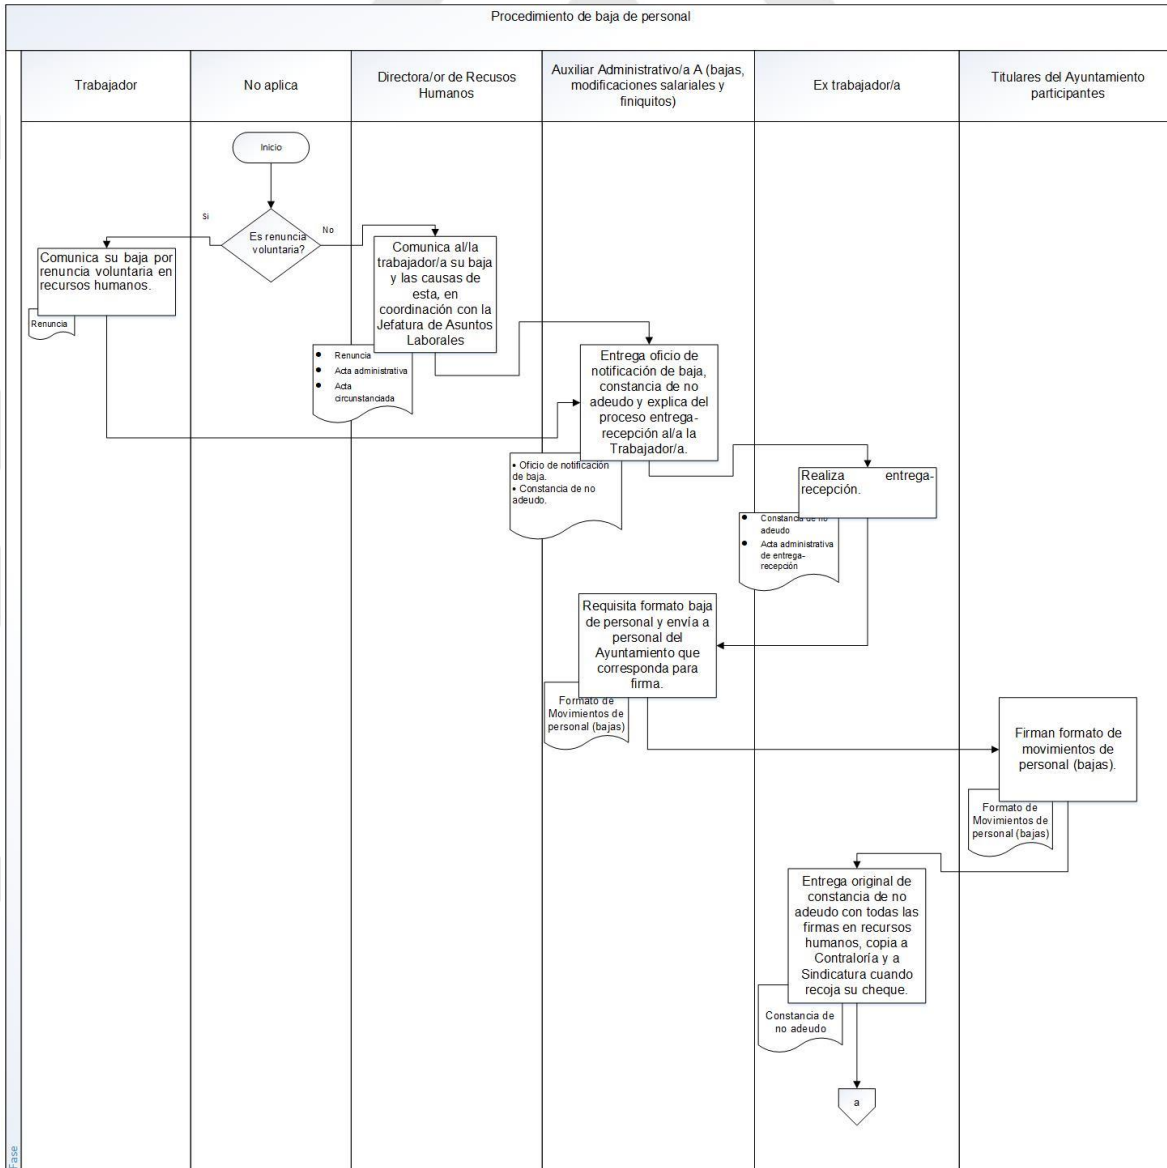 Procedimiento de baja de personal
Trabajador
No aplica
Directora/or de Recusos
Humanos
Auxiliar Administrativo/a A (bajas,
modificaciones salariales y
finiquitos)
Ex trabajador/a
Titulares del Ayuntamiento
participantes
Inicio
Es renuncia
voluntaria?
Si
No
Comunica su baja por
renuncia voluntaria en
recursos humanos.
Renuncia
Comunica al/la
trabajador/a su baja
y las causas de
esta, en
coordinación con la
Jefatura de Asuntos
Laborales
• Renuncia
• Acta administrativa
• Acta
circunstanciada
Entrega oficio de
notificación de baja,
constancia de no
adeudo y explica del
proceso entrega-
recepción al/a la
Trabajador/a.
• Oficio de notificación
de baja.
• Constancia de no
adeudo.
Realiza entrega-
recepción.
• Constancia de no
adeudo
• Acta administrativa
de entrega-
recepción
Requisita formato baja
de personal y envía a
personal del
Ayuntamiento que
corresponda para
firma.
Formato de
Movimientos de
personal (bajas)
Firman formato de
movimientos de
personal (bajas).
Formato de
Movimientos de
personal (bajas)
Entrega original de
constancia de no
adeudo con todas las
firmas en recursos
humanos, copia a
Contraloría y a
Sindicatura cuando
recoja su cheque.
Constancia de
no adeudo
a
Fase